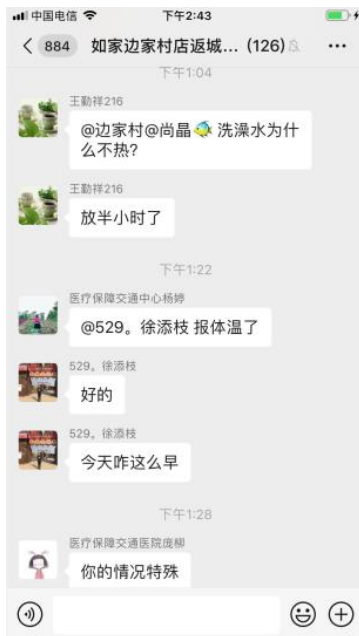 中国电信
下午2:43
884
如家边家村店返城... (126)
下午1:04
王勤祥216
@边家村@尚晶🐠 洗澡水为什
么不热?
王勤祥216
放半小时了
下午1:22
医疗保障交通中心杨婷
@529。徐添枝 报体温了
529。徐添枝
好的
529。徐添枝
今天咋这么早
下午1:28
医疗保障交通医院庞柳
你的情况特殊